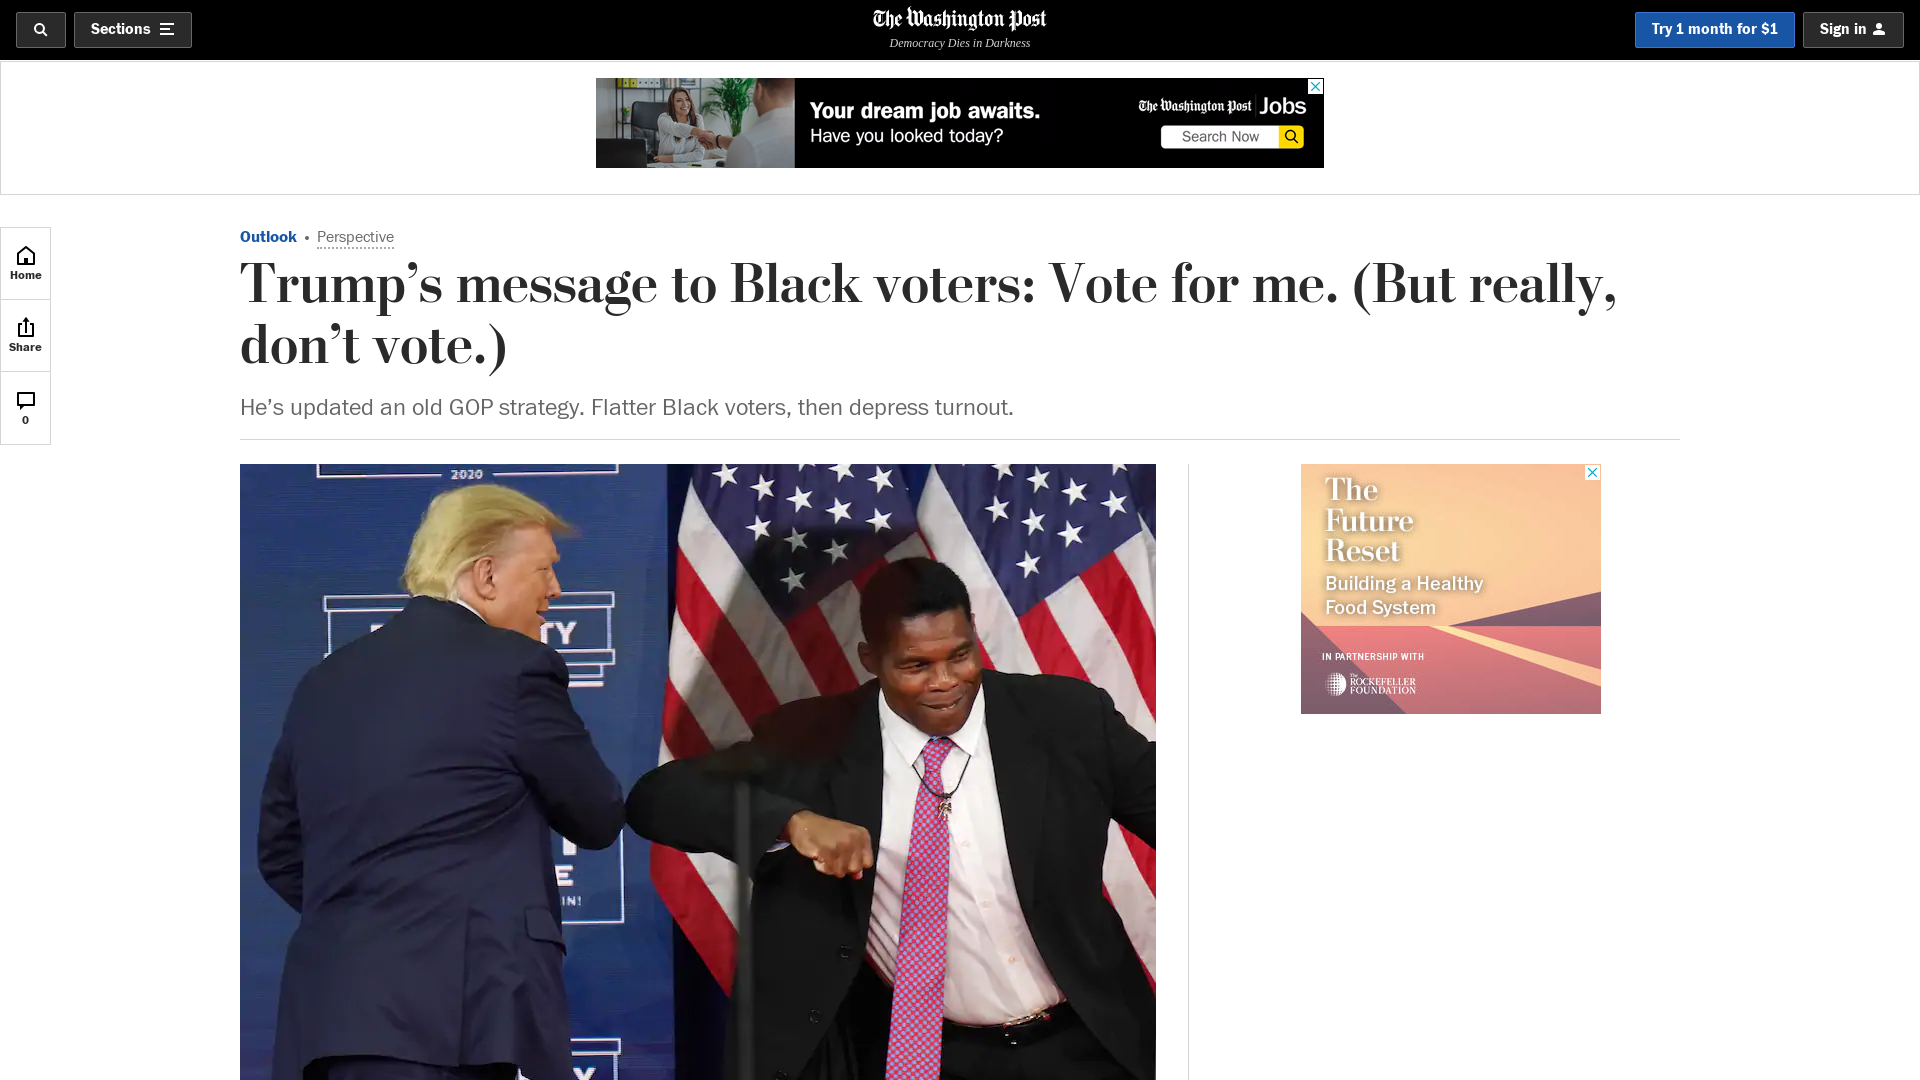 Sections
The Washington Post
Democracy Dies in Darkness
Try 1 month for $1
Sign in
Your dream job awaits.
Have you looked today?
The Washington Post Jobs
Search Now
Home
Share
0
Outlook • Perspective
Trump’s message to Black voters: Vote for me. (But really,
don’t vote.)
He’s updated an old GOP strategy. Flatter Black voters, then depress turnout.
2020
TY
E
IN!
Y
The
Future
Reset
Building a Healthy
Food System
IN PARTNERSHIP WITH
The
ROCKEFELLER
FOUNDATION